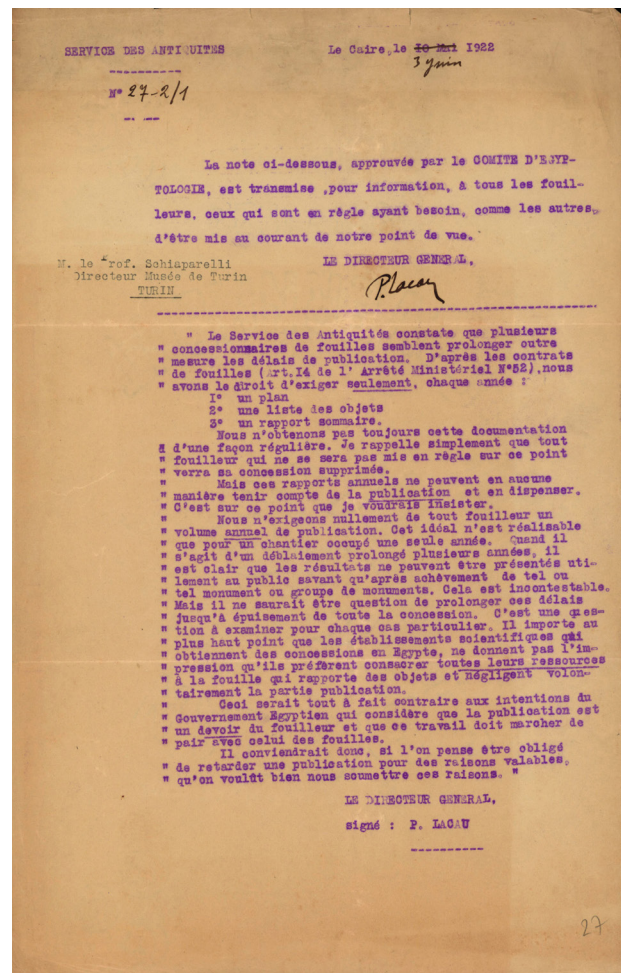 SERVICE DES ANTIQUITES
Le Caire, le 10 Mai 1922
3 Juin
N° 27-2/1
La note ci-dessous, approuvée par le COMITE D'EGYP-
TOLOGIE, est transmise ,pour information, à tous les fouil-
leurs, ceux qui sont en règle ayant besoin, comme les autres,
d'être mis au courant de notre point de vue.
LE DIRECTEUR GENERAL,
M. le Prof. Schiaparelli
Directeur Musée de Turin
TURIN
P. Lacau
" Le Service des Antiquités constate que plusieurs
" concessionnaires de fouilles semblent prolonger outre
" mesure les délais de publication. D'après les contrats
" de fouilles (Art.I4 de l' Arrêté Ministériel N°52),nous
" avons le droit d'exiger seulement, chaque année :
I° un plan
2° une liste des objets
3° un rapport sommaire.
Nous n'obtenons pas toujours cette documentation
d'une façon régulière. Je rappelle simplement que tout
" fouilleur qui ne se sera pas mis en règle sur ce point
" verra sa concession supprimée.
" Mais ces rapports annuels ne peuvent en aucune
" manière tenir compte de la publication et en dispenser.
" C'est sur ce point que je voudrais insister.
" Nous n'exigeons nullement de tout fouilleur un
" volume annuel de publication. Cet idéal n'est réalisable
" que pour un chantier occupé une seule année. Quand il
" s'agit d'un déblaiement prolongé plusieurs années, il
" est clair que les résultats ne peuvent être présentés uti-
" lement au public savant qu'après achèvement de tel ou
" tel monument ou groupe de monuments. Cela est incontestable.
" Mais il ne saurait être question de prolonger ces délais
" jusqu'à épuisement de toute la concession. C'est une ques-
" tion à examiner pour chaque cas particulier. Il importe au
" plus haut point que les établissements scientifiques qui
" obtiennent des concessions en Egypte, ne donnent pas l'im-
" pression qu'ils préfèrent consacrer toutes leurs ressources
" à la fouille qui rapporte des objets et négligent volon-
" tairement la partie publication.
" Ceci serait tout à fait contraire aux intentions du
" Gouvernement Egyptien qui considère que la publication est
" un devoir du fouilleur et que ce travail doit marcher de
" pair avec celui des fouilles.
" Il conviendrait donc, si l'on pense être obligé
" de retarder une publication pour des raisons valables,
" qu'on voulût bien nous soumettre ces raisons. "
LE DIRECTEUR GENERAL,
signé : P. LACAU
27